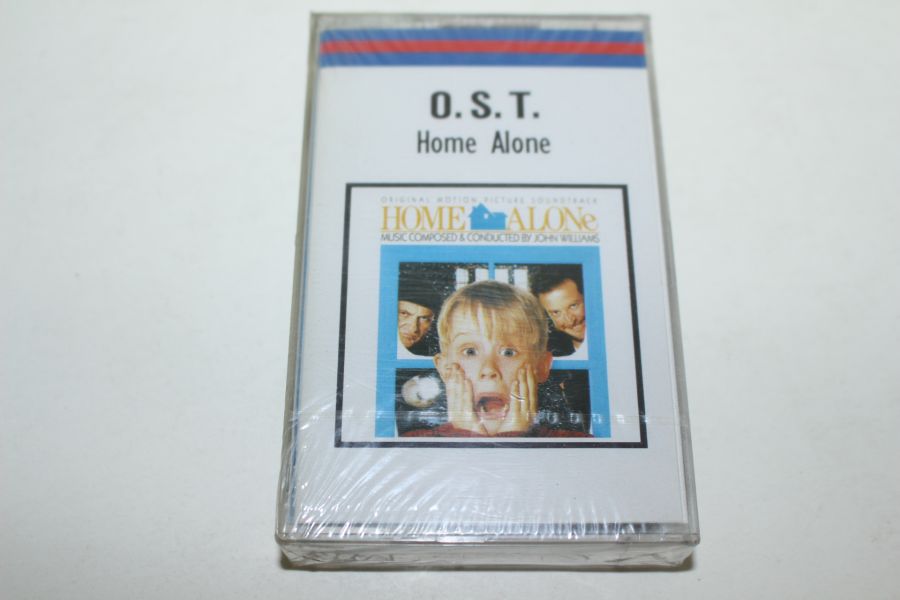 O. S. T.
Home Alone
ORIGINAL MOTION PICTURE SOUNDTRACK
HOME ALONe
MUSIC COMPOSED & CONDUCTED BY JOHN WILLIAMS